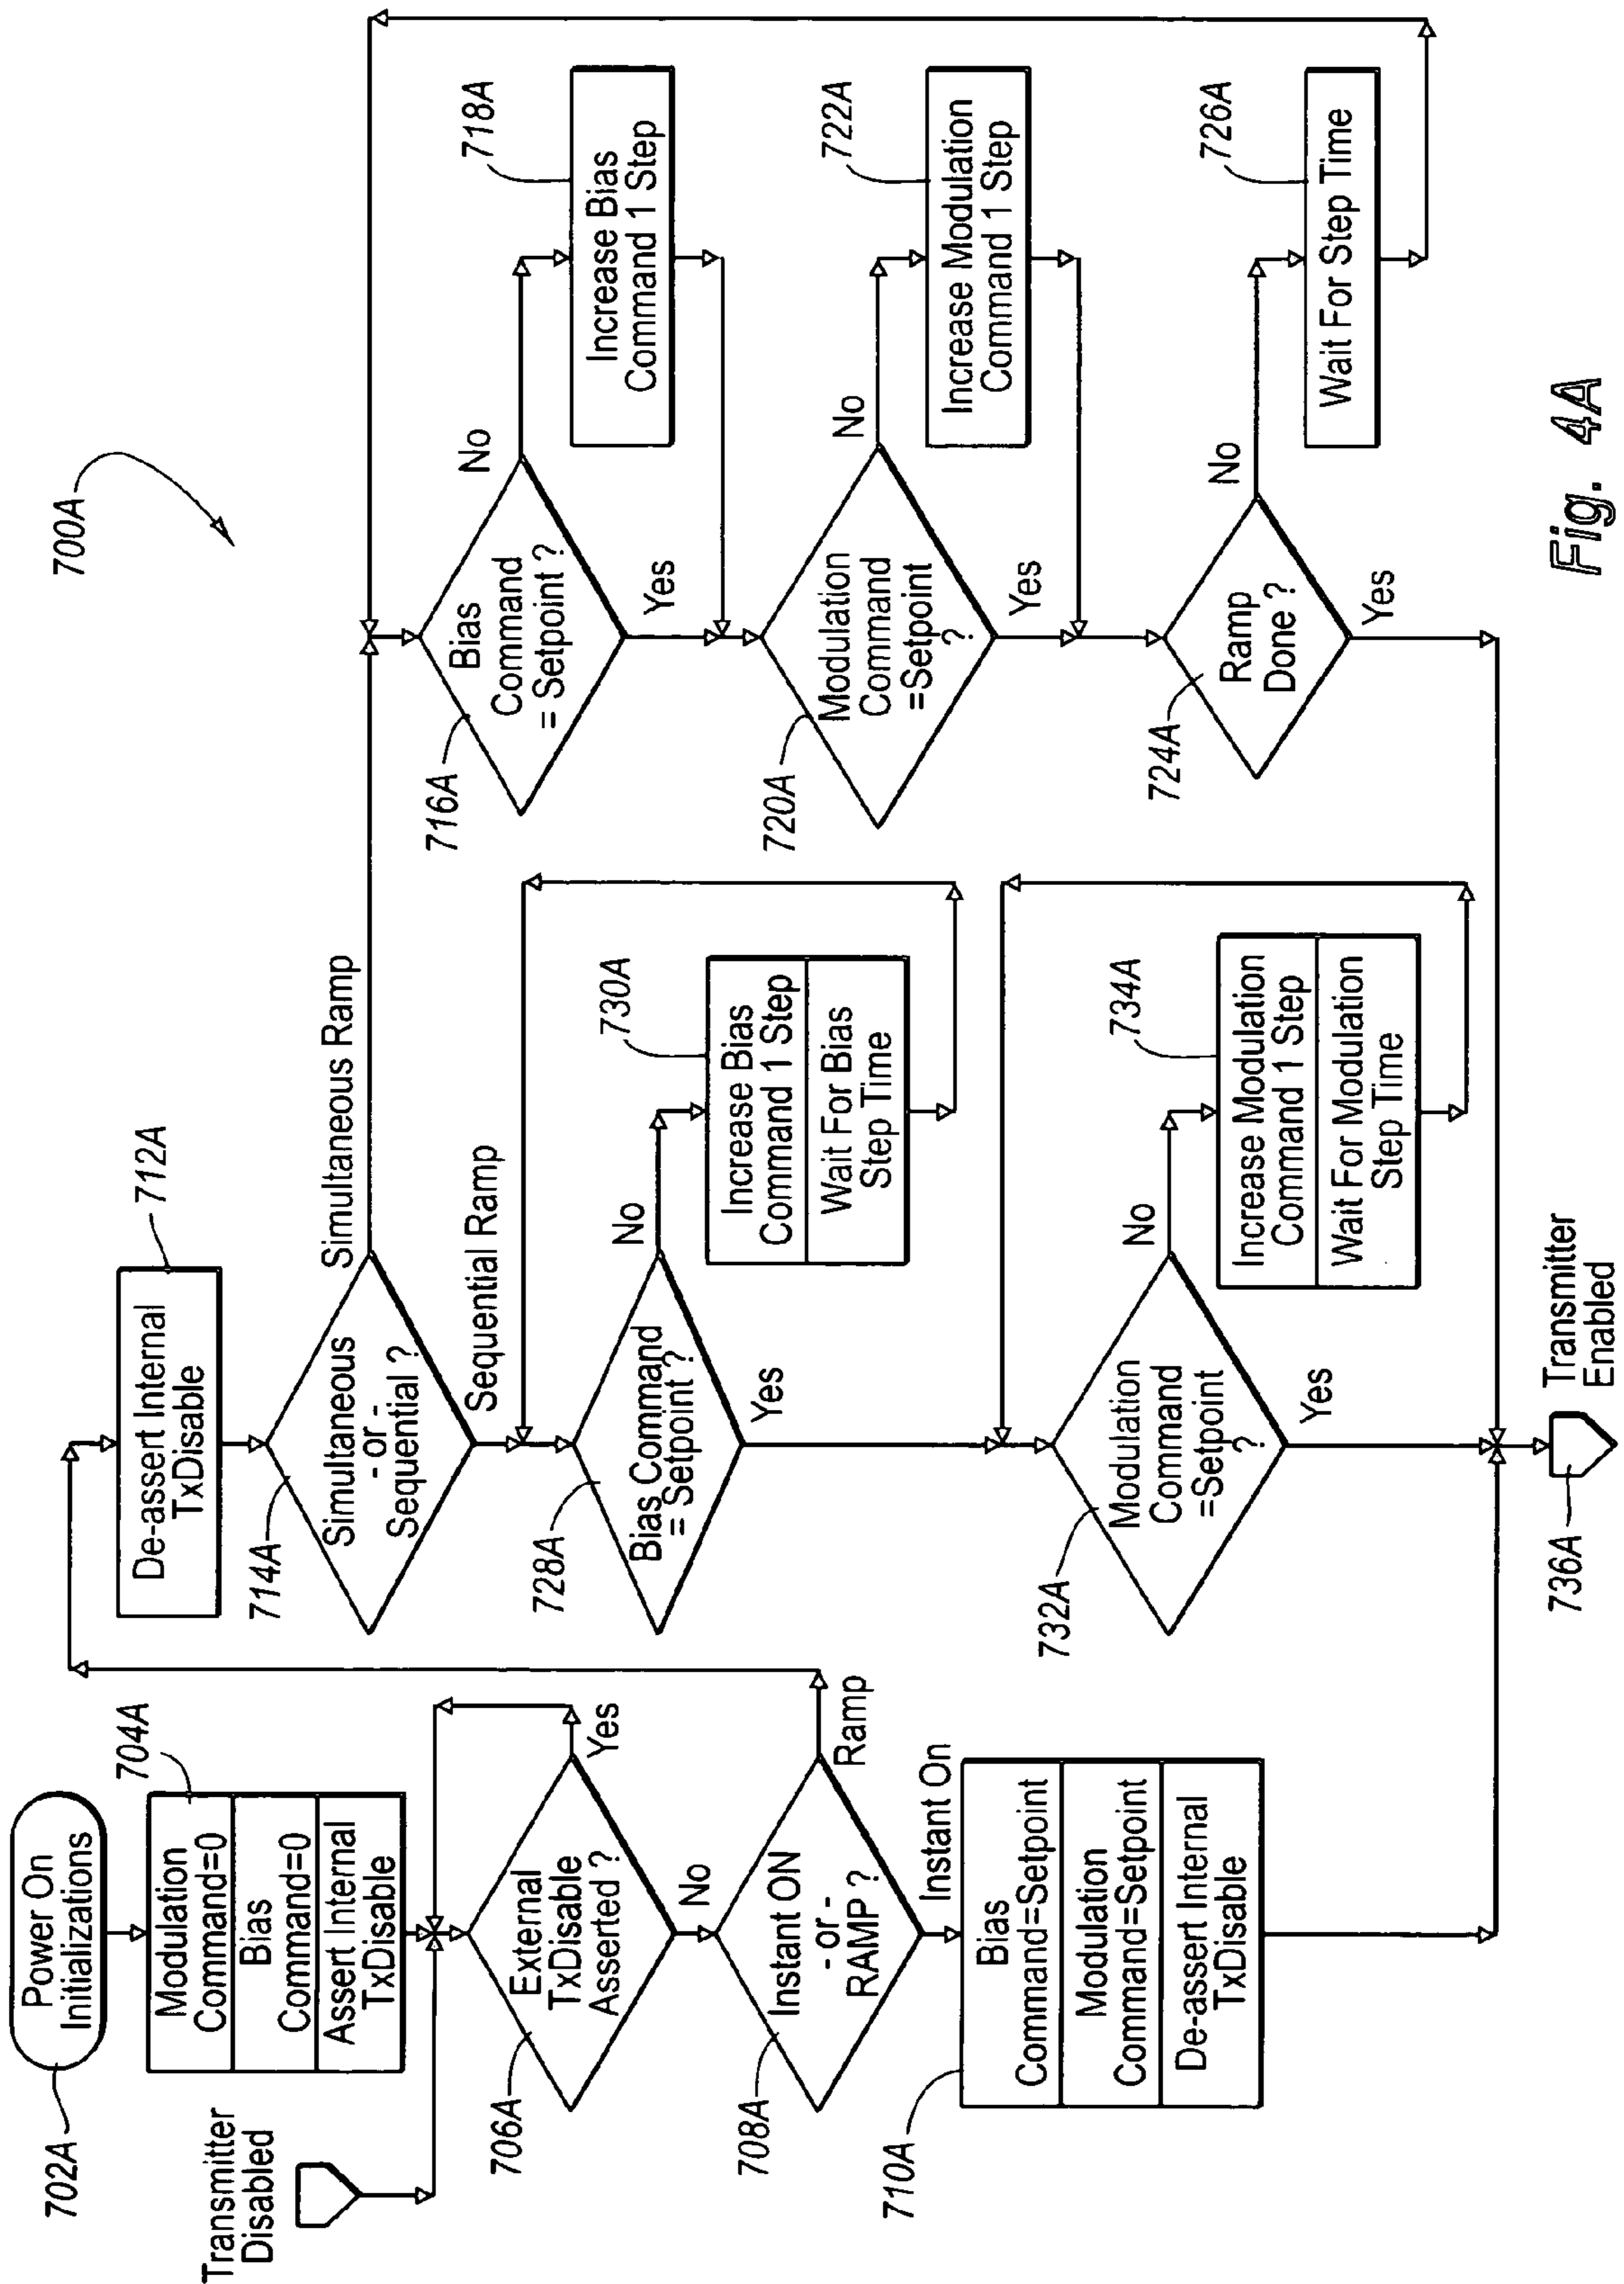 700A
702A
Power On
Initializations
704A
Modulation
Command=0
Bias
Command=0
Assert Internal
TxDisable
Transmitter
Disabled
706A
External
TxDisable
Asserted ?
Yes
No
708A
Instant ON
- or -
RAMP ?
Ramp
Instant On
710A
Bias
Command=Setpoint
Modulation
Command=Setpoint
De-assert Internal
TxDisable
712A
De-assert Internal
TxDisable
714A
Simultaneous
- or -
Sequential ?
Simultaneous Ramp
Sequential Ramp
728A
Bias Command
= Setpoint ?
No
Yes
730A
Increase Bias
Command 1 Step
Wait For Bias
Step Time
732A
Modulation
Command
=Setpoint
?
No
Yes
734A
Increase Modulation
Command 1 Step
Wait For Modulation
Step Time
736A
Transmitter
Enabled
716A
Bias
Command
= Setpoint ?
No
Yes
718A
Increase Bias
Command 1 Step
720A
Modulation
Command
=Setpoint
?
No
Yes
722A
Increase Modulation
Command 1 Step
724A
Ramp
Done ?
No
Yes
726A
Wait For Step Time
Fig. 4A